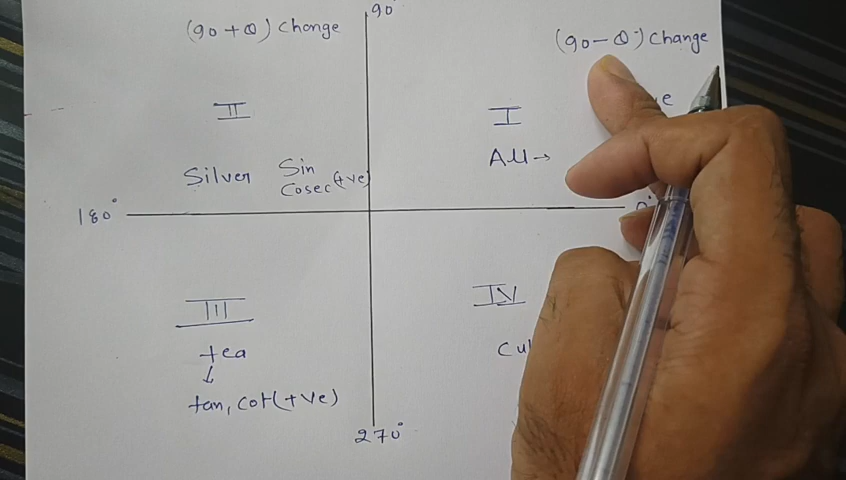 90°
(90+θ) Change
(90-θ) Change
II
I
All→
Silver Sin
Cosec (+ve)
180°
0°
III
IV
tea
↓
tan, cot (+ve)
270°